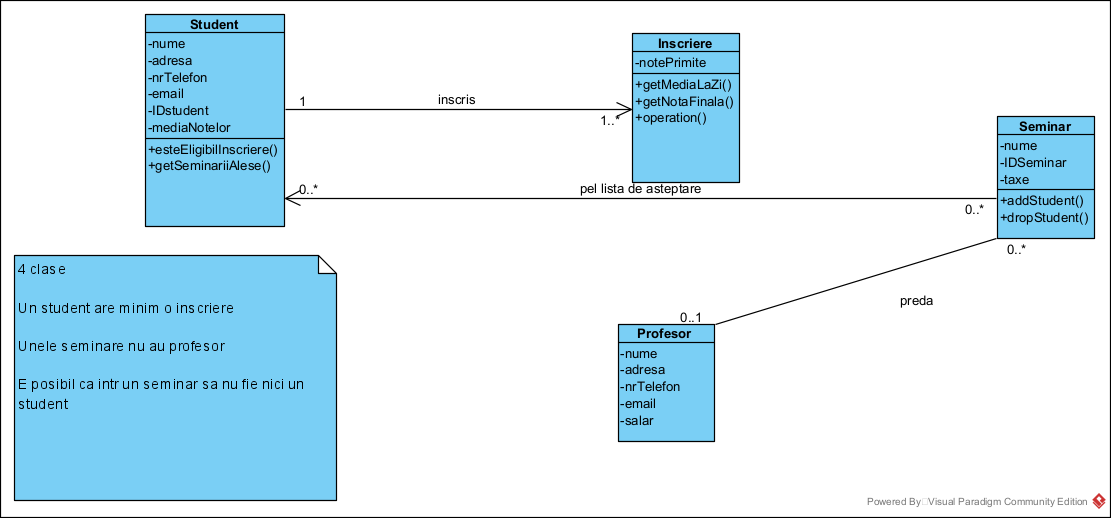 Student
-nume
-adresa
-nrTelefon
-email
-IDstudent
-mediaNotelor
+esteEligibilInscriere()
+getSeminariiAlese()
1
inscris
1..*
Inscriere
-notePrimite
+getMediaLaZi()
+getNotaFinala()
+operation()
0..*
pel lista de asteptare
0..*
Seminar
-nume
-IDSeminar
-taxe
+addStudent()
+dropStudent()
0..*
preda
0..1
Profesor
-nume
-adresa
-nrTelefon
-email
-salar
4 clase
Un student are minim o inscriere
Unele seminare nu au profesor
E posibil ca intr un seminar sa nu fie nici un
student
Powered By Visual Paradigm Community Edition